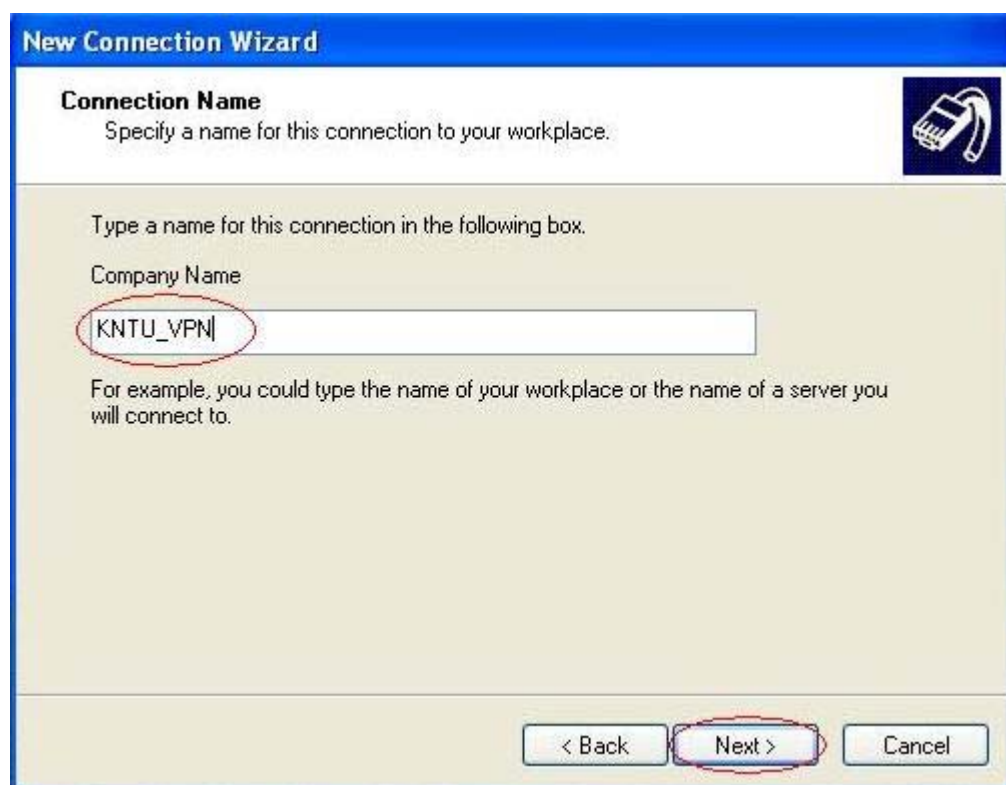 New Connection Wizard
Connection Name
Specify a name for this connection to your workplace.
Type a name for this connection in the following box.
Company Name
KNTU_VPN
For example, you could type the name of your workplace or the name of a server you
will connect to.
< Back Next > Cancel